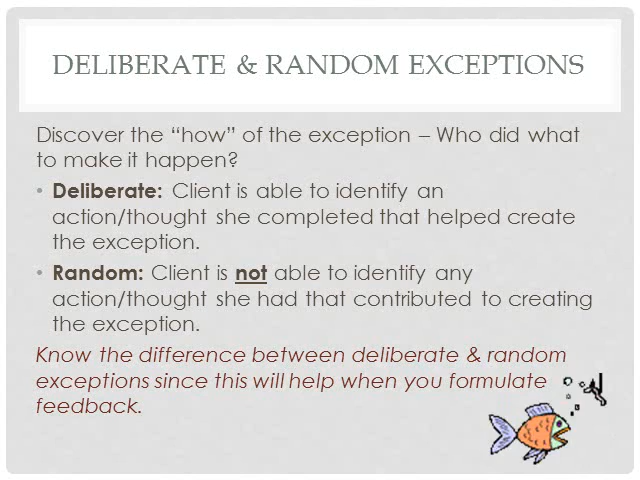 DELIBERATE & RANDOM EXCEPTIONS
Discover the “how” of the exception – Who did what
to make it happen?
• Deliberate: Client is able to identify an
action/thought she completed that helped create
the exception.
• Random: Client is not able to identify any
action/thought she had that contributed to creating
the exception.
Know the difference between deliberate & random
exceptions since this will help when you formulate
feedback.